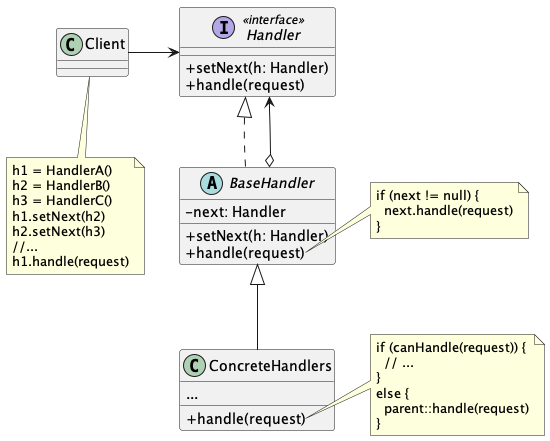 C Client
I «interface»
Handler
+setNext(h: Handler)
+handle(request)
h1 = HandlerA()
h2 = HandlerB()
h3 = HandlerC()
h1.setNext(h2)
h2.setNext(h3)
//...
h1.handle(request)
A BaseHandler
-next: Handler
+setNext(h: Handler)
+handle(request)
if (next != null) {
next.handle(request)
}
C ConcreteHandlers
...
+handle(request)
if (canHandle(request)) {
// ...
}
else {
parent::handle(request)
}